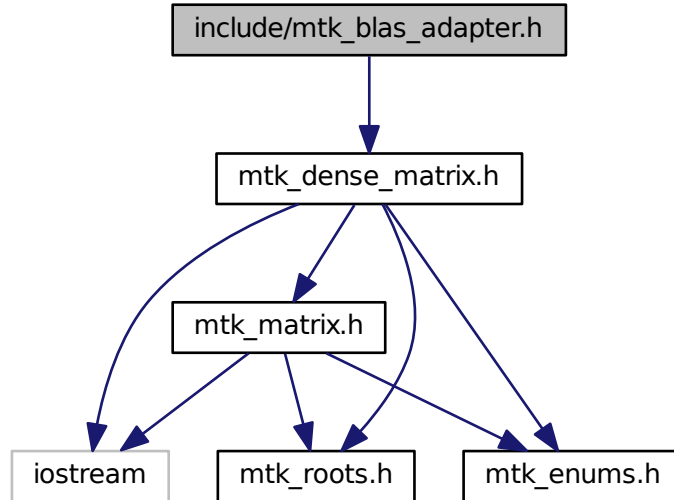 include/mtk_blas_adapter.h
mtk_dense_matrix.h
mtk_matrix.h
iostream
mtk_roots.h
mtk_enums.h